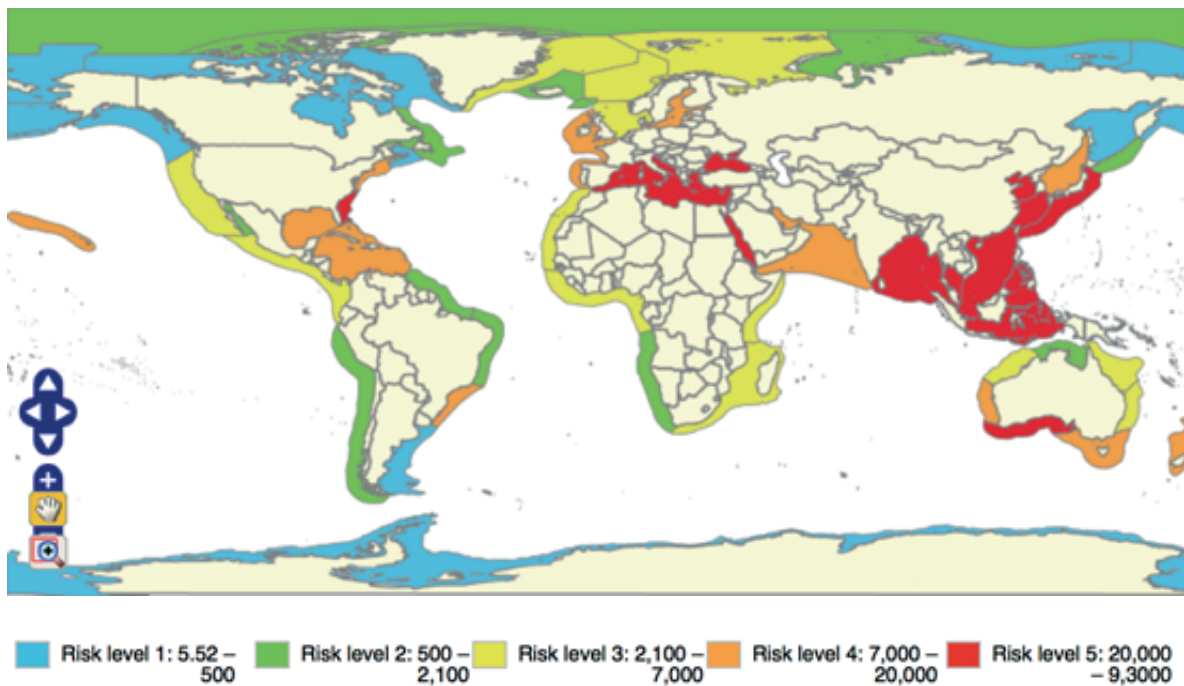 Risk level 1: 5.52 –
500
Risk level 2: 500 –
2,100
Risk level 3: 2,100 –
7,000
Risk level 4: 7,000 –
20,000
Risk level 5: 20,000
– 9,3000